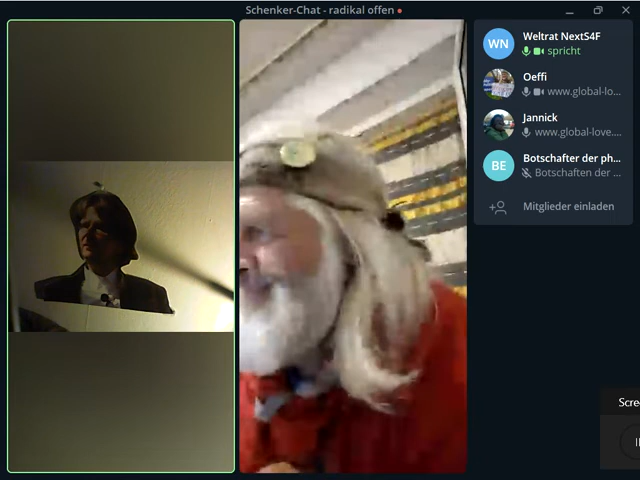 Schenker-Chat - radikal offen
WN
Weltrat NextS4F
spricht
Oeffi
www.global-lo...
Jannick
www.global-love....
BE
Botschafter der ph...
Botschaften der ...
Mitglieder einladen
Scre